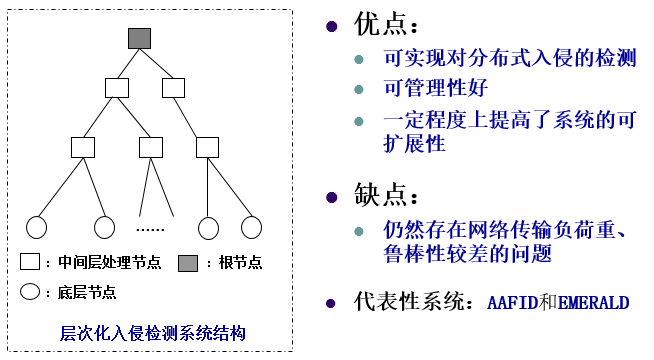 ......
：中间层处理节点 ：根节点
：底层节点
层次化入侵检测系统结构
优点：
可实现对分布式入侵的检测
可管理性好
一定程度上提高了系统的可
扩展性
缺点：
仍然存在网络传输负荷重、
鲁棒性较差的问题
代表性系统：AAFID和EMERALD